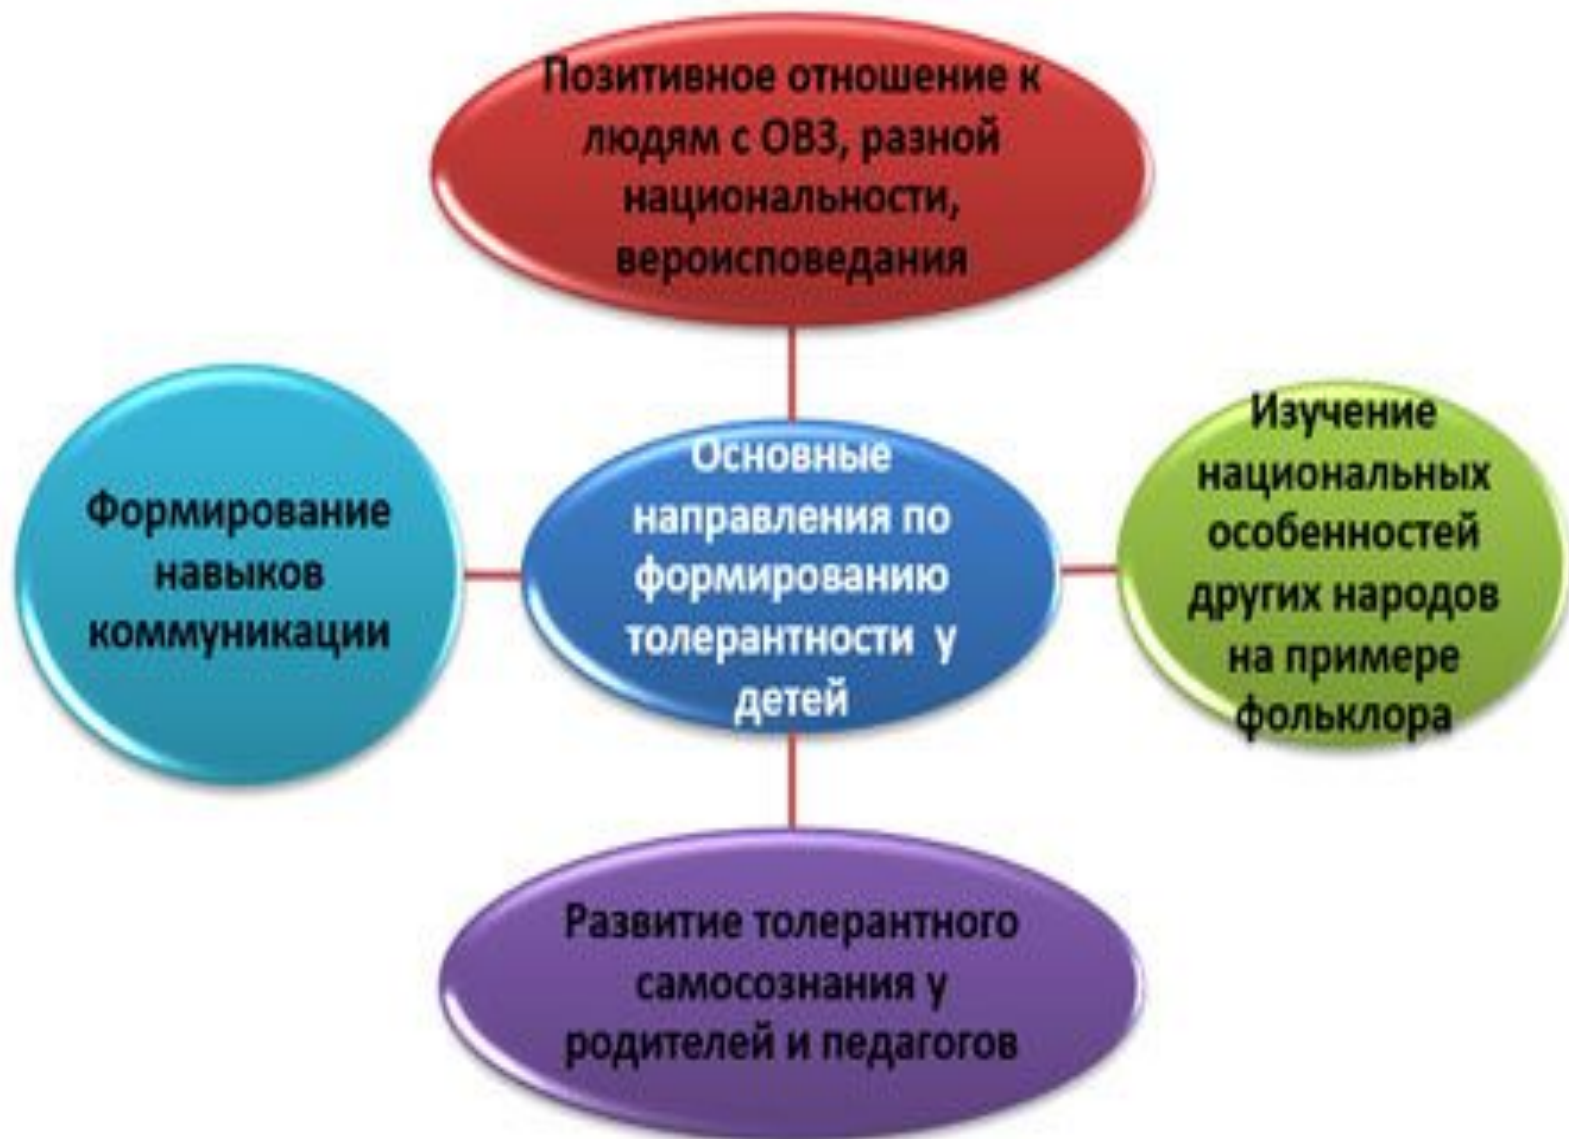 Позитивное отношение к
людям с ОВЗ, разной
национальности,
вероисповедания
Формирование
навыков
коммуникации
Основные
направления по
формированию
толерантности у
детей
Изучение
национальных
особенностей
других народов
на примере
фольклора
Развитие толерантного
самосознания у
родителей и педагогов